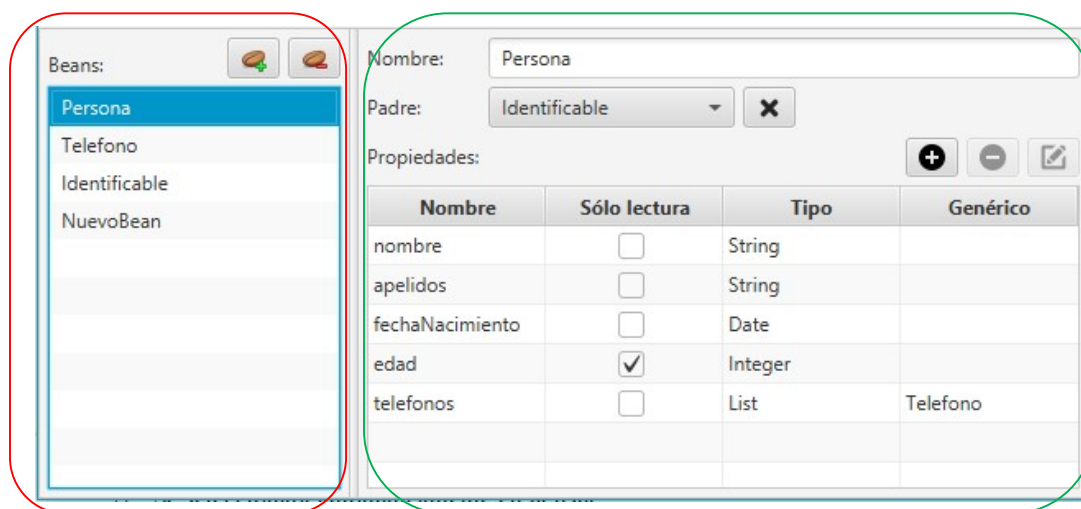 Beans:
Persona
Telefono
Identificable
NuevoBean
Nombre: Persona
Padre: Identificable
Propiedades:
Nombre Sólo lectura Tipo Genérico
nombre String
apelidos String
fechaNacimiento Date
edad Integer
telefonos List Telefono